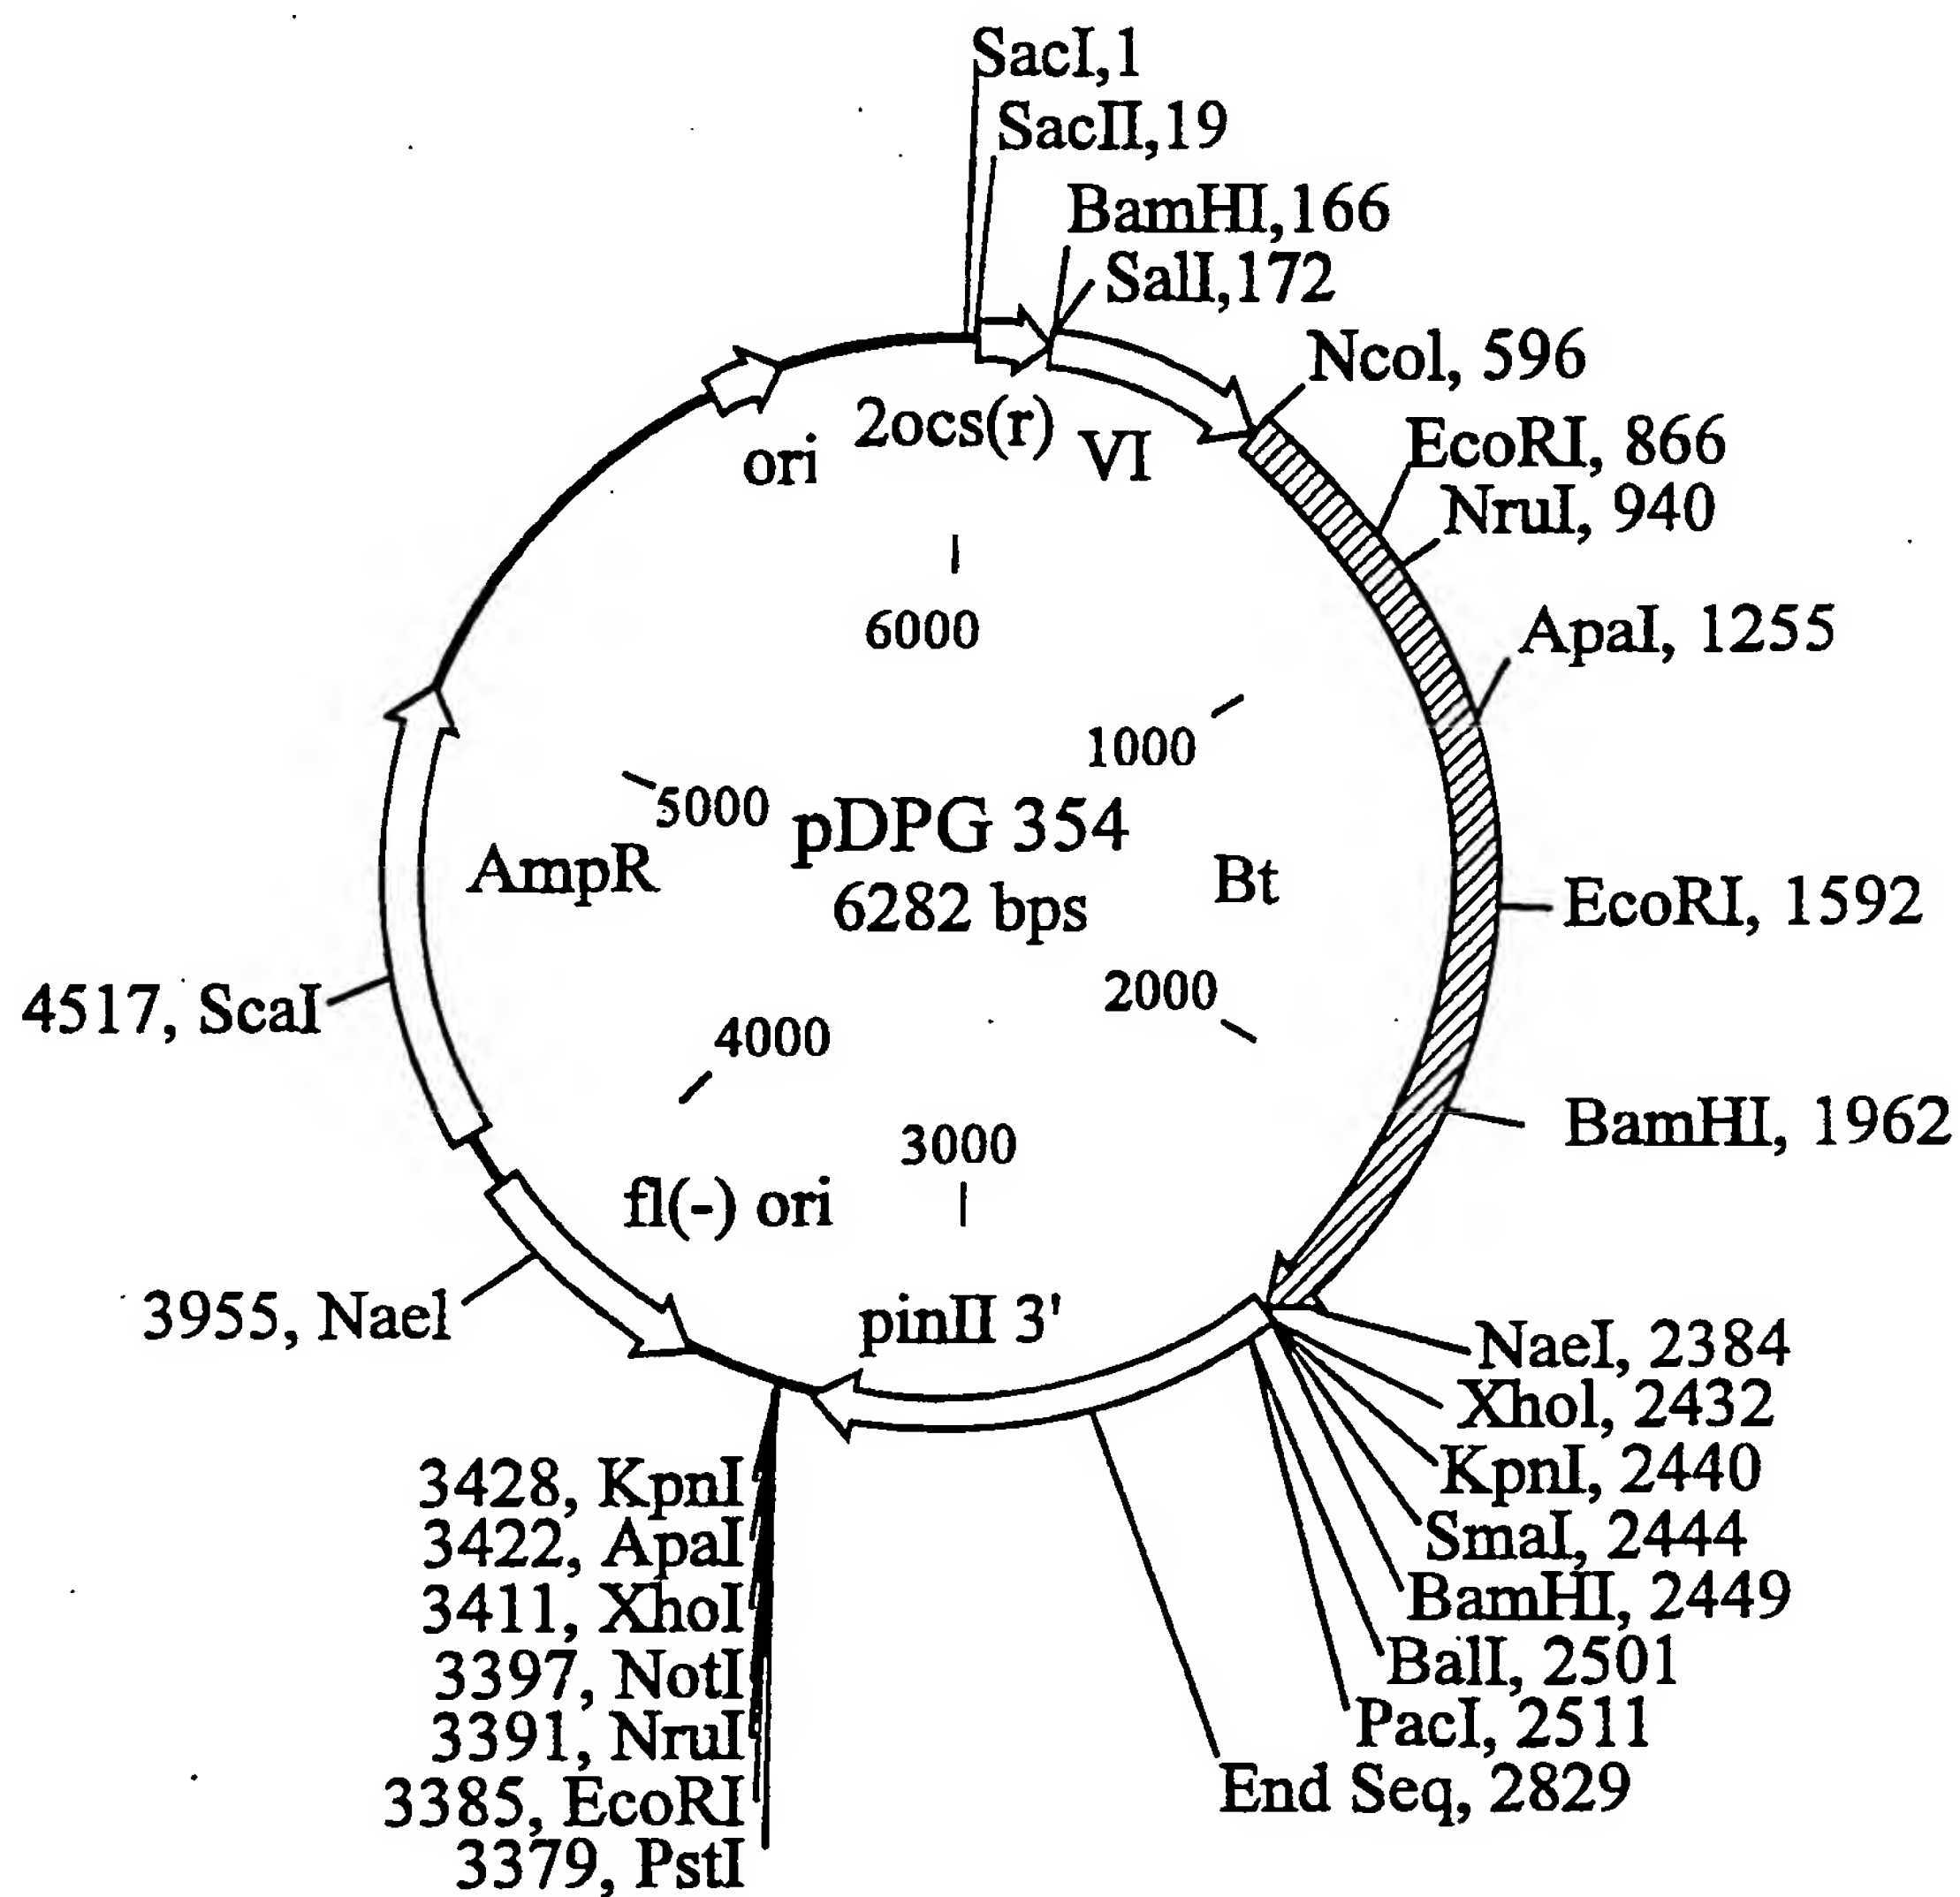 SacI,1
SacII,19
BamHI,166
SalI,172
Ncol, 596
EcoRI, 866
NruI, 940
ApaI, 1255
EcoRI, 1592
BamHI, 1962
NaeI, 2384
Xhol, 2432
KpnI, 2440
SmaI, 2444
BamHI, 2449
BalI, 2501
PacI, 2511
End Seq, 2829
3379, PstI
3385, EcoRI
3391, NruI
3397, NotI
3411, XhoI
3422, ApaI
3428, KpnI
3955, Nael
4517, ScaI
ori
2ocs(r)
VI
6000
1000
5000
pDPG 354
6282 bps
AmpR
Bt
2000
4000
3000
fl(-) ori
pinII 3'